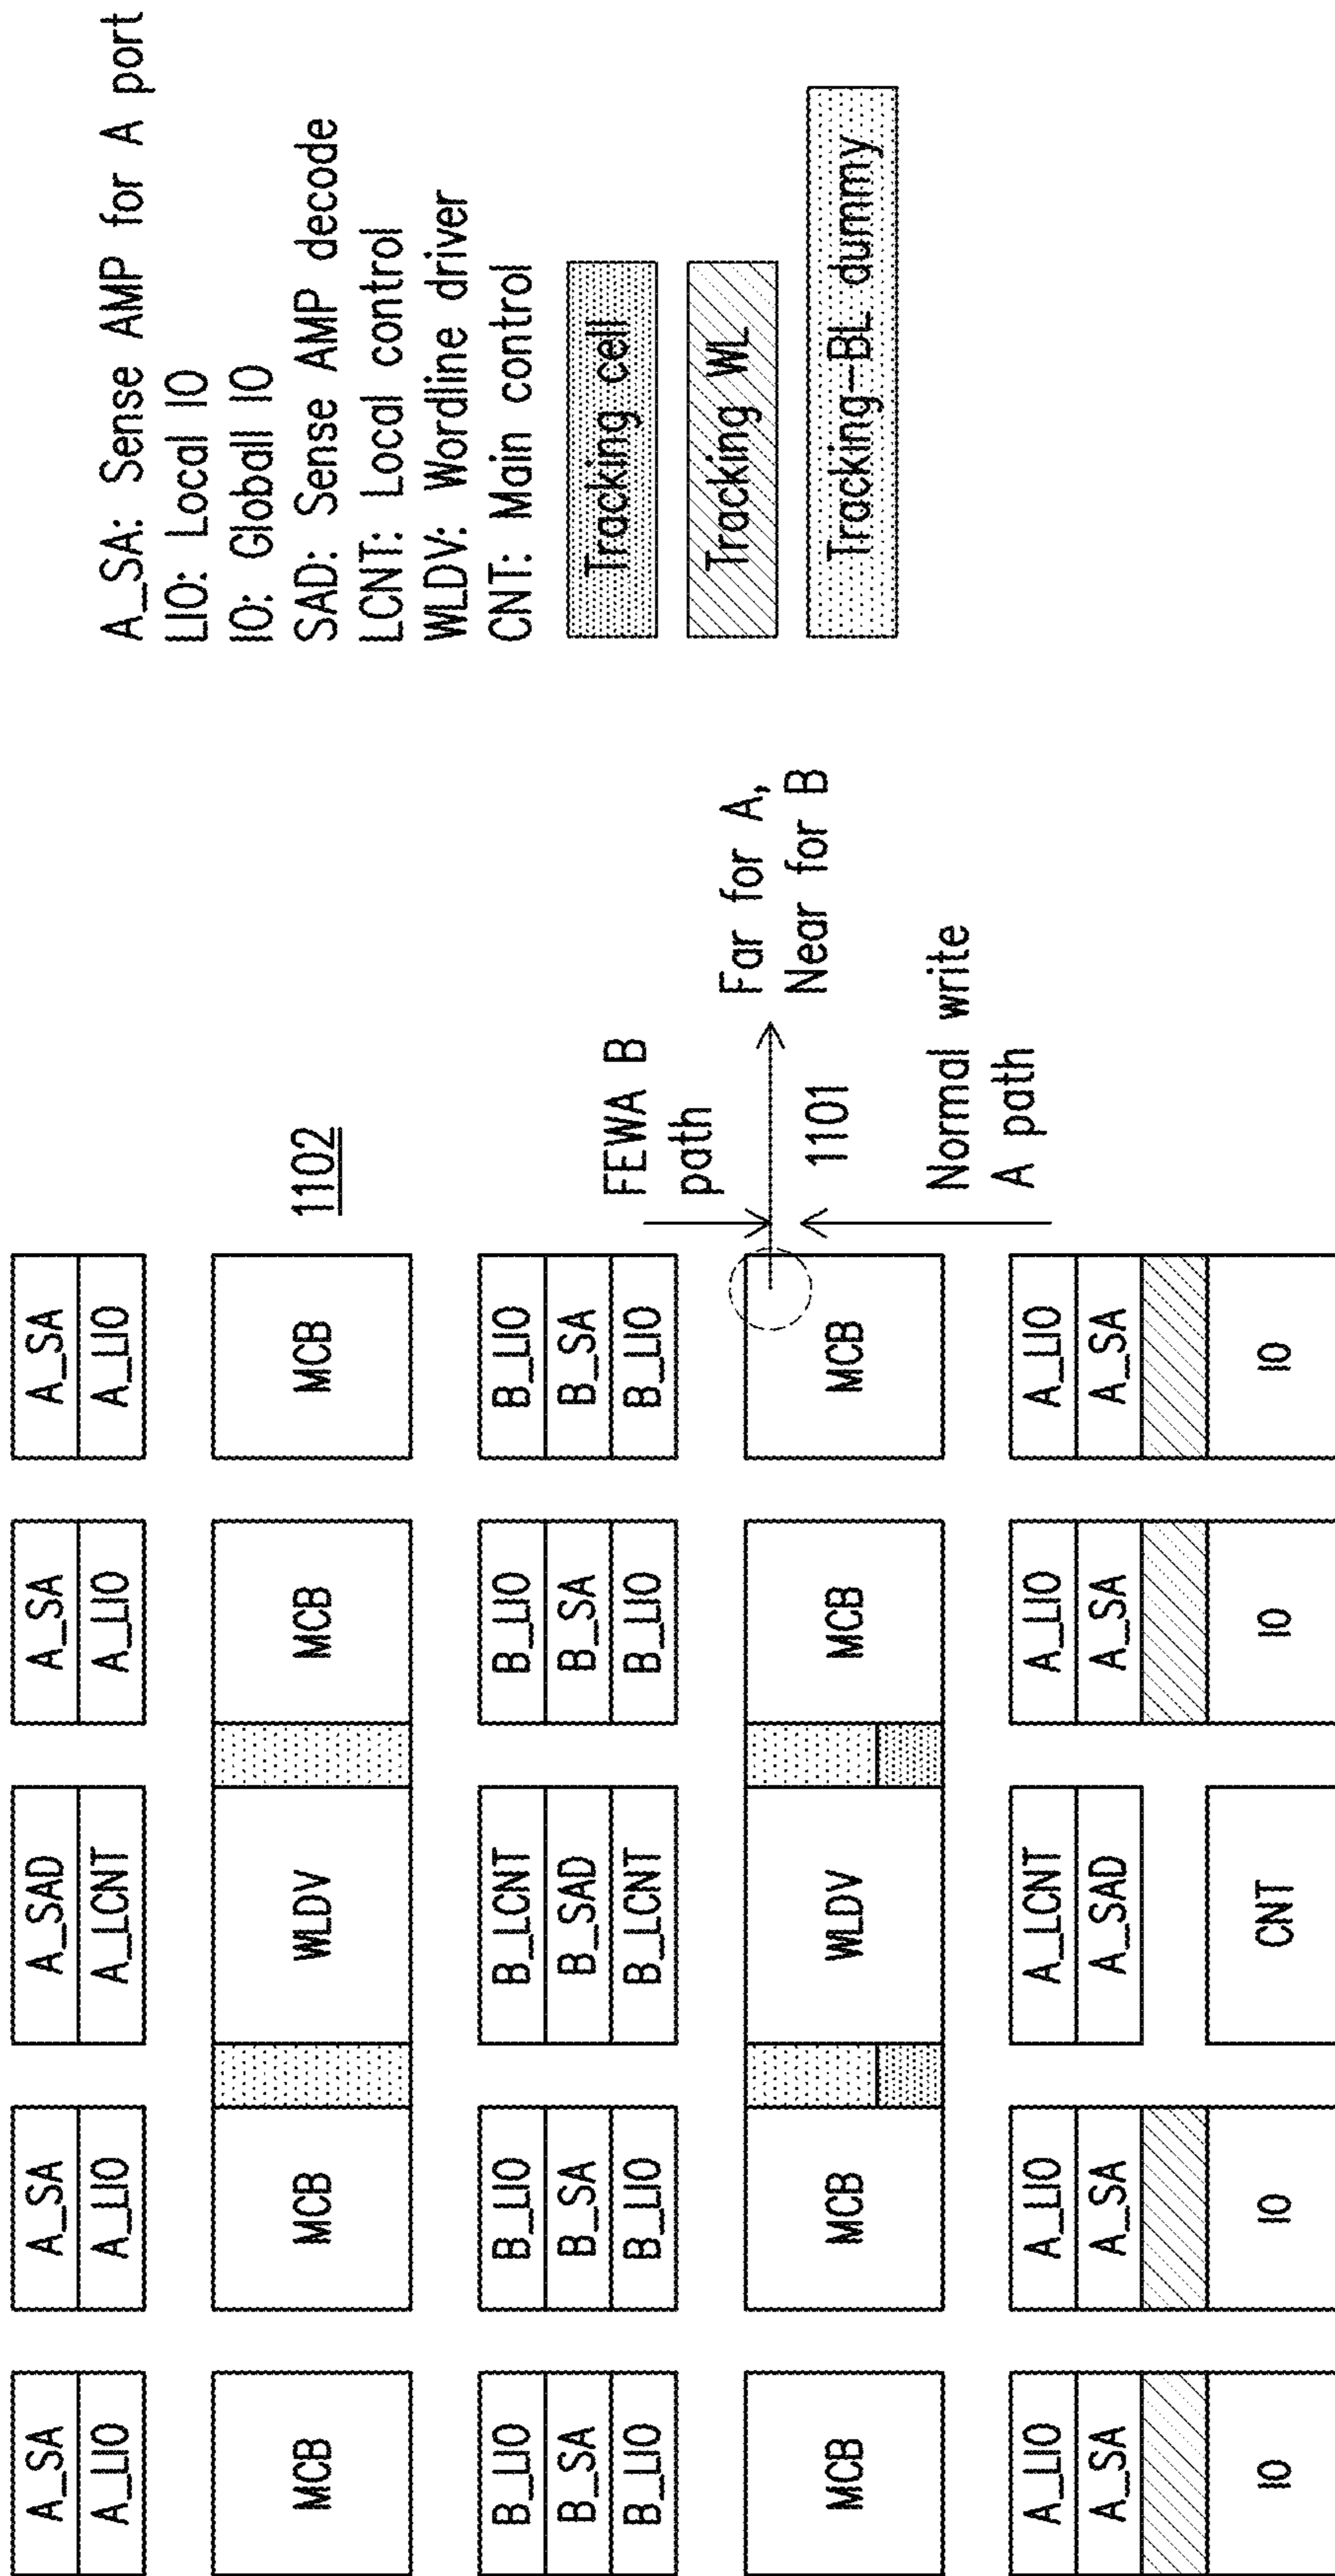 A_SA A_SA A_SAD A_SA A_SA
A_LIO A_LIO A_LCNT A_LIO A_LIO
MCB MCB WLDV MCB MCB
1102
B_LIO B_LIO B_LCNT B_LIO B_LIO
B_SA B_SA B_SAD B_SA B_SA
B_LIO B_LIO B_LCNT B_LIO B_LIO
FEWA B
path
MCB MCB WLDV MCB MCB
1101
Far for A,
Near for B
Normal write
A path
A_LIO A_LIO A_LCNT A_LIO A_LIO
A_SA A_SA A_SAD A_SA A_SA
IO IO CNT IO IO
A_SA: Sense AMP for A port
LIO: Local IO
IO: Globall IO
SAD: Sense AMP decode
LCNT: Local control
WLDV: Wordline driver
CNT: Main control
Tracking cell
Tracking WL
Tracking-BL dummy